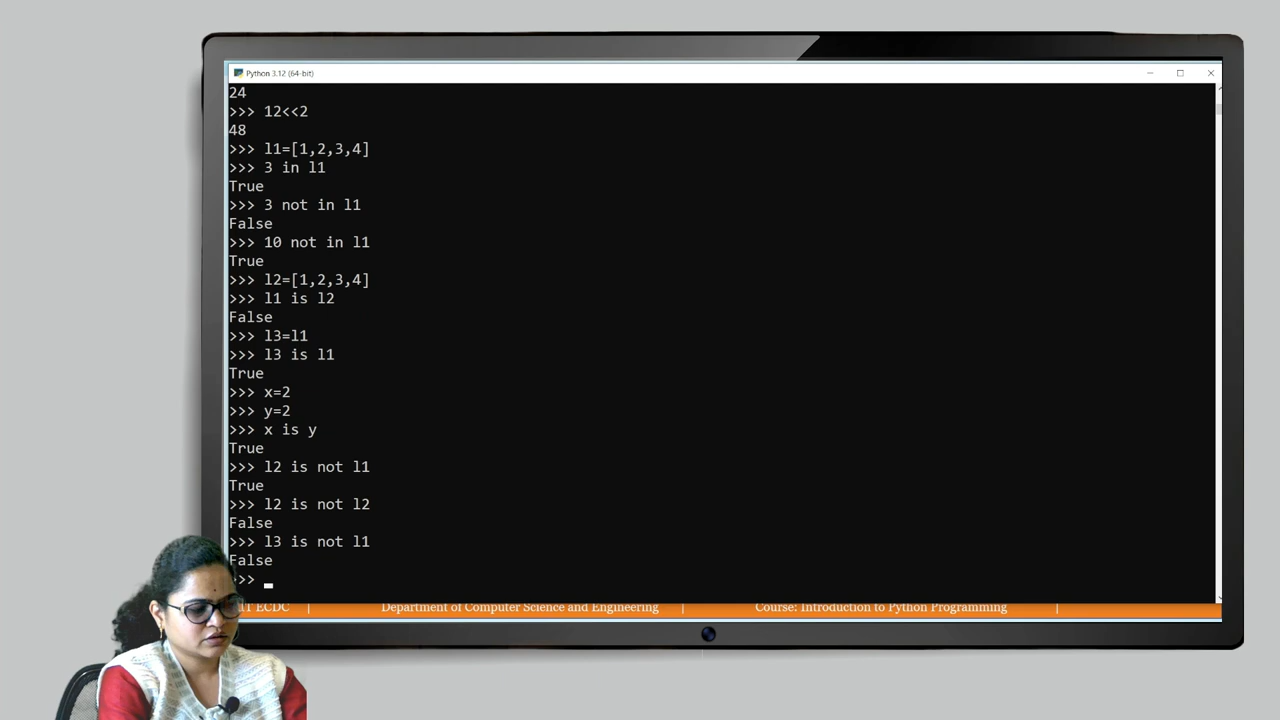 Python 3.12 (64-bit)
24
>>> 12<<2
48
>>> l1=[1,2,3,4]
>>> 3 in l1
True
>>> 3 not in l1
False
>>> 10 not in l1
True
>>> l2=[1,2,3,4]
>>> l1 is l2
False
>>> l3=l1
>>> l3 is l1
True
>>> x=2
>>> y=2
>>> x is y
True
>>> l2 is not l1
True
>>> l2 is not l2
False
>>> l3 is not l1
False
>>>
ECDC | Department of Computer Science and Engineering | Course: Introduction to Python Programming |